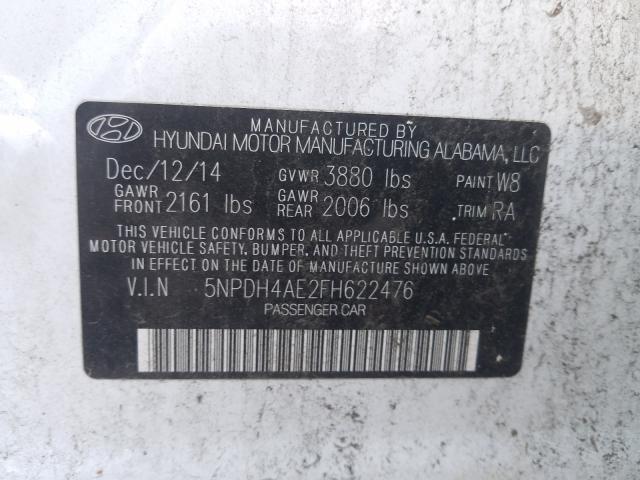 MANUFACTURED BY
HYUNDAI MOTOR MANUFACTURING ALABAMA, LLC
Dec/12/14 GVWR 3880 lbs PAINT W8
GAWR FRONT 2161 lbs GAWR REAR 2006 lbs TRIM RA
THIS VEHICLE CONFORMS TO ALL APPLICABLE U.S.A. FEDERAL
MOTOR VEHICLE SAFETY, BUMPER, AND THEFT PREVENTION STANDARDS
IN EFFECT ON THE DATE OF MANUFACTURE SHOWN ABOVE.
V.I.N 5NPDH4AE2FH622476
PASSENGER CAR